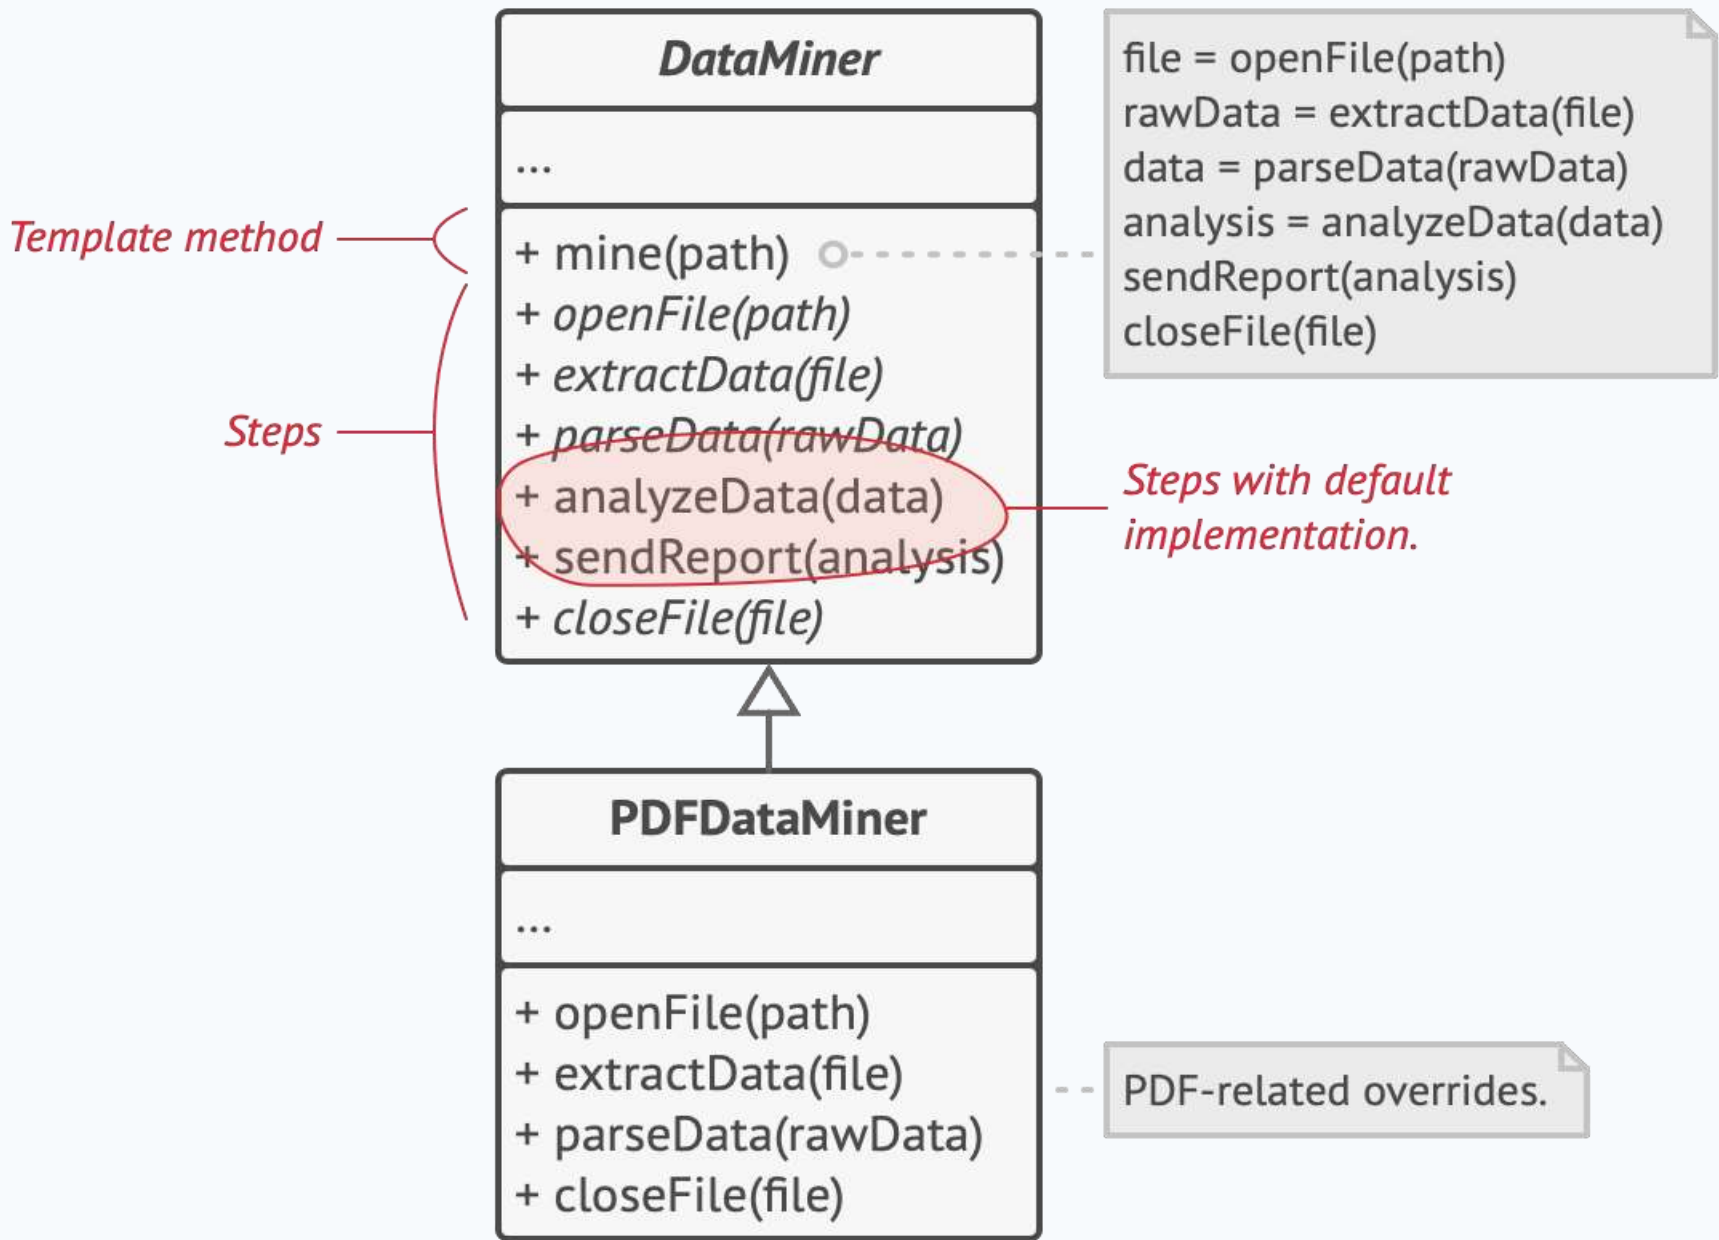 DataMiner
...
Template method
+ mine(path)
+ openFile(path)
+ extractData(file)
+ parseData(rawData)
+ analyzeData(data)
+ sendReport(analysis)
+ closeFile(file)
Steps
file = openFile(path)
rawData = extractData(file)
data = parseData(rawData)
analysis = analyzeData(data)
sendReport(analysis)
closeFile(file)
Steps with default
implementation.
PDFDataMiner
...
+ openFile(path)
+ extractData(file)
+ parseData(rawData)
+ closeFile(file)
PDF-related overrides.